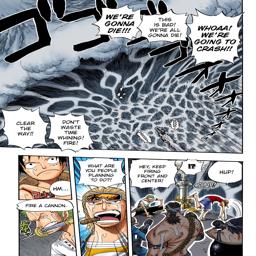 WHOAA!
WE'RE
GOING TO
CRASH!!
THIS
IS BAD!
WE'RE ALL
GONNA DIE!
WE'RE
GONNA
DIE!!!
DON'T
WASTE
TIME
WHINING!
FIRE!
CLEAR
THE
WAY!!
HUP!
!?
HEY, KEEP
FIRING
FRONT AND
CENTER!
WHAT ARE
YOU PEOPLE
PLANNING
TO DO?!
HM...
FIRE A CANNON.